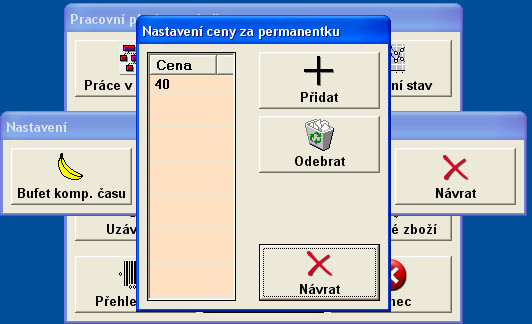 Pracovní
Nastavení ceny za permanentku
Cena
40
Přidat
Práce v
ní stav
Nastavení
Odebrat
Bufet komp. času
Návrat
Uzáv
é zboží
Návrat
Přehle
nec